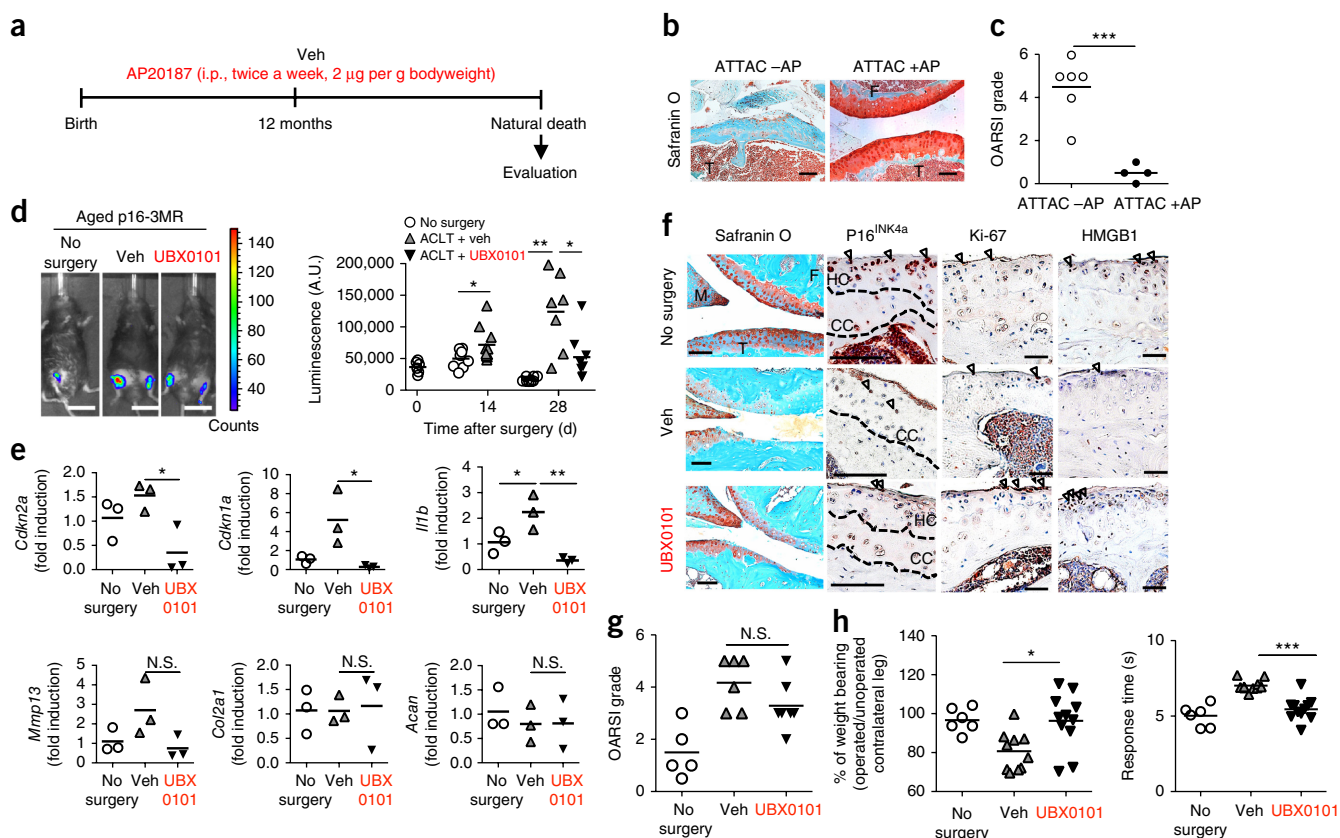 a
Veh
AP20187 (i.p., twice a week, 2 µg per g bodyweight)
Birth
12 months
Natural death
Evaluation
b
ATTAC –AP
ATTAC +AP
Safranin O
T
F
T
c
***
OARSI grade
6
4
2
0
ATTAC –AP
ATTAC +AP
d
Aged p16-3MR
No surgery
Veh
UBX0101
140
120
100
80
60
40
Counts
No surgery
ACLT + veh
ACLT + UBX0101
Luminescence (A.U.)
200,000
150,000
100,000
50,000
0
*
**
*
0
14
28
Time after surgery (d)
e
Cdkn2a
(fold induction)
2.0
1.5
1.0
0.5
0
*
No surgery
Veh
UBX 0101
Cdkn1a
(fold induction)
10
8
6
4
2
0
*
No surgery
Veh
UBX 0101
Il1b
(fold induction)
4
3
2
1
0
*
**
No surgery
Veh
UBX 0101
Mmp13
(fold induction)
5
4
3
2
1
0
N.S.
No surgery
Veh
UBX 0101
Col2a1
(fold induction)
2.0
1.5
1.0
0.5
0
N.S.
No surgery
Veh
UBX 0101
Acan
(fold induction)
2.0
1.5
1.0
0.5
0
N.S.
No surgery
Veh
UBX 0101
f
Safranin O
P16INK4a
Ki-67
HMGB1
No surgery
F
M
T
HC
CC
Veh
CC
UBX0101
HC
CC
g
OARSI grade
6
4
2
0
N.S.
No surgery
Veh
UBX0101
h
% of weight bearing
(operated/unoperated
contralateral leg)
140
120
100
80
60
*
No surgery
Veh
UBX0101
Response time (s)
10
5
0
***
No surgery
Veh
UBX0101